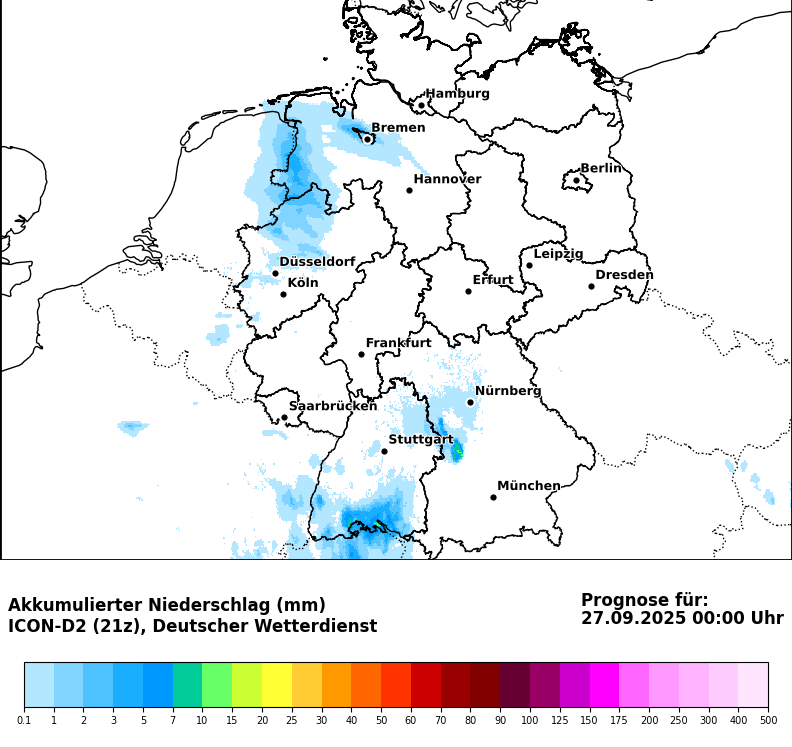 Hamburg
Bremen
Berlin
Hannover
Leipzig
Düsseldorf
Dresden
Köln
Erfurt
Frankfurt
Nürnberg
Saarbrücken
Stuttgart
München
Akkumulierter Niederschlag (mm)
ICON-D2 (21z), Deutscher Wetterdienst
Prognose für:
27.09.2025 00:00 Uhr
0.1 1 2 3 5 7 10 15 20 25 30 40 50 60 70 80 90 100 125 150 175 200 250 300 400 500